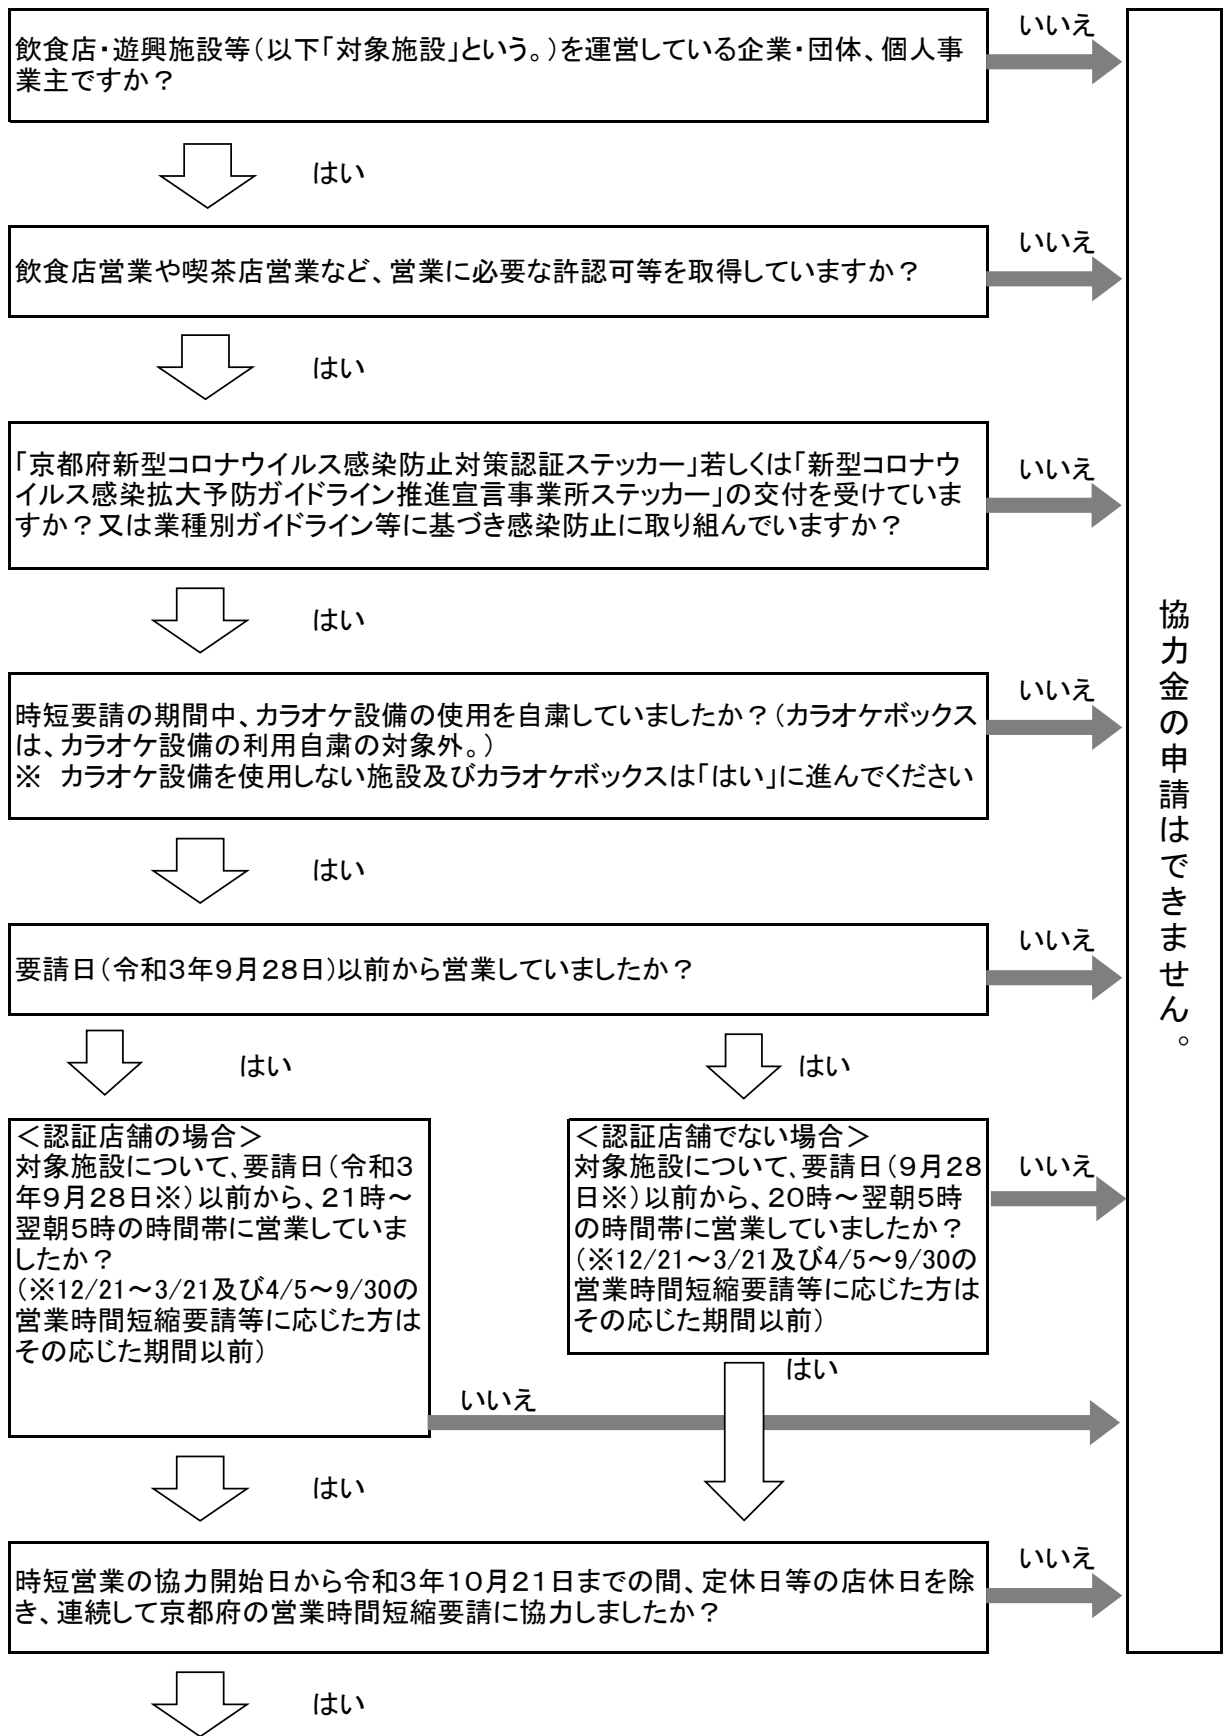 いいえ
飲食店・遊興施設等（以下「対象施設」という。）を運営している企業・団体、個人事
業主ですか？
はい
いいえ
飲食店営業や喫茶店営業など、営業に必要な許認可等を取得していますか？
はい
「京都府新型コロナウイルス感染防止対策認証ステッカー」若しくは「新型コロナウ
イルス感染拡大予防ガイドライン推進宣言事業所ステッカー」の交付を受けていま
すか？又は業種別ガイドライン等に基づき感染防止に取り組んでいますか？
いいえ
はい
時短要請の期間中、カラオケ設備の使用を自粛していましたか？（カラオケボックス
は、カラオケ設備の利用自粛の対象外。）
※　カラオケ設備を使用しない施設及びカラオケボックスは「はい」に進んでください
いいえ
はい
要請日（令和３年９月２８日）以前から営業していましたか？
いいえ
はい
はい
＜認証店舗の場合＞
対象施設について、要請日（令和３
年９月２８日※）以前から、２１時～
翌朝５時の時間帯に営業していま
したか？
（※12/21～3/21及び4/5～9/30の
営業時間短縮要請等に応じた方は
その応じた期間以前）
いいえ
はい
＜認証店舗でない場合＞
対象施設について、要請日（９月２８
日※）以前から、２０時～翌朝５時
の時間帯に営業していましたか？
（※12/21～3/21及び4/5～9/30の
営業時間短縮要請等に応じた方は
その応じた期間以前）
いいえ
はい
時短営業の協力開始日から令和３年１０月２１日までの間、定休日等の店休日を除
き、連続して京都府の営業時間短縮要請に協力しましたか？
いいえ
はい
協力金の申請はできません。